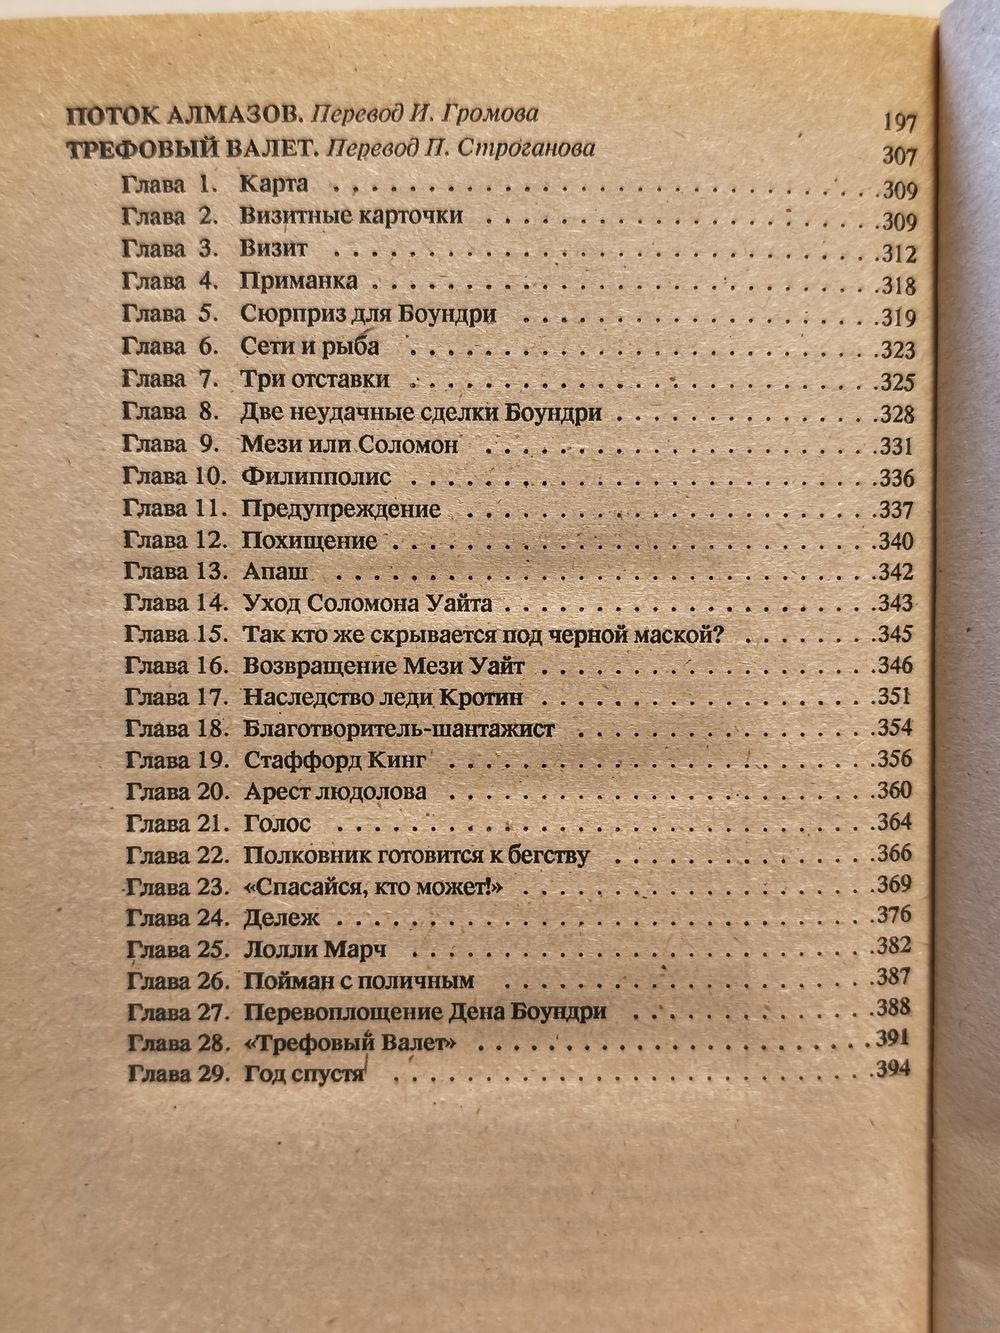 ПОТОК АЛМАЗОВ. Перевод И. Громова 197
ТРЕФОВЫЙ ВАЛЕТ. Перевод П. Строганова 307
Глава 1. Карта . . . . . . . . . . 309
Глава 2. Визитные карточки . . . . . . . . . . 309
Глава 3. Визит . . . . . . . . . . 312
Глава 4. Приманка . . . . . . . . . . 318
Глава 5. Сюрприз для Боундри . . . . . . . . . . 319
Глава 6. Сети и рыба . . . . . . . . . . 323
Глава 7. Три отставки . . . . . . . . . . 325
Глава 8. Две неудачные сделки Боундри . . . . . . . . . . 328
Глава 9. Мези или Соломон . . . . . . . . . . 331
Глава 10. Филипполис . . . . . . . . . . 336
Глава 11. Предупреждение . . . . . . . . . . 337
Глава 12. Похищение . . . . . . . . . . 340
Глава 13. Апаш . . . . . . . . . . 342
Глава 14. Уход Соломона Уайта . . . . . . . . . . 343
Глава 15. Так кто же скрывается под черной маской? . . . . . . . 345
Глава 16. Возвращение Мези Уайт . . . . . . . . . . 346
Глава 17. Наследство леди Кротин . . . . . . . . . . 351
Глава 18. Благотворитель-шантажист . . . . . . . . . . 354
Глава 19. Стаффорд Кинг . . . . . . . . . . 356
Глава 20. Арест людолова . . . . . . . . . . 360
Глава 21. Голос . . . . . . . . . . 364
Глава 22. Полковник готовится к бегству . . . . . . . . . . 366
Глава 23. «Спасайся, кто может!» . . . . . . . . . . 369
Глава 24. Дележ . . . . . . . . . . 376
Глава 25. Лолли Марч . . . . . . . . . . 382
Глава 26. Пойман с поличным . . . . . . . . . . 387
Глава 27. Перевоплощение Дена Боундри . . . . . . . . . . 388
Глава 28. «Трефовый Валет» . . . . . . . . . . 391
Глава 29. Год спустя . . . . . . . . . . 394